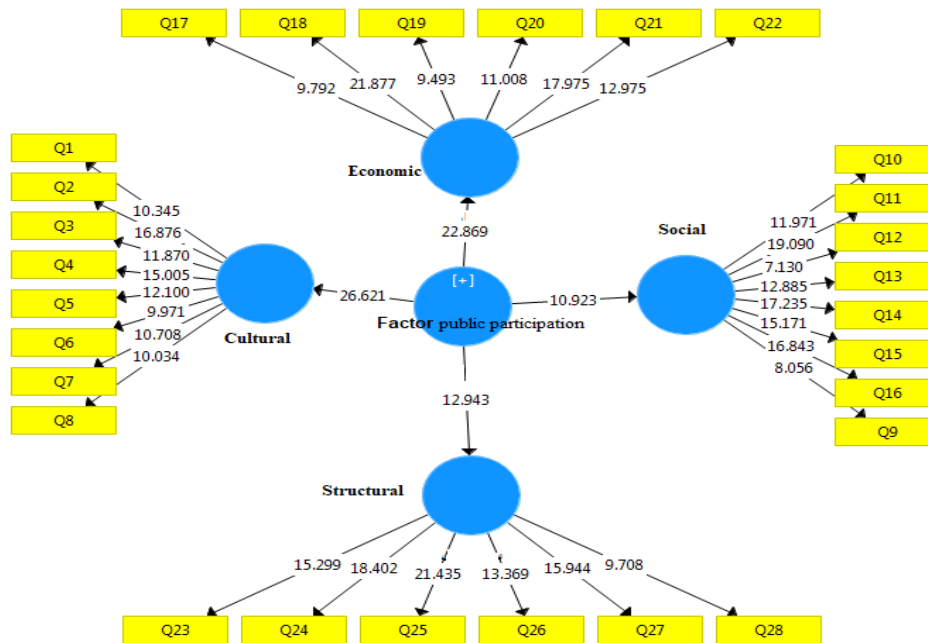 Q17
Q18
Q19
Q20
Q21
Q22
9.792
21.877
9.493
11.008
17.975
12.975
Economic
Q1
Q2
Q3
Q4
Q5
Q6
Q7
Q8
10.345
16.876
11.870
15.005
12.100
9.971
10.708
10.034
Cultural
22.869
26.621
[+]
Factor public participation
10.923
12.943
Social
11.971
19.090
7.130
12.885
17.235
15.171
16.843
8.056
Q10
Q11
Q12
Q13
Q14
Q15
Q16
Q9
Structural
15.299
18.402
21.435
13.369
15.944
9.708
Q23
Q24
Q25
Q26
Q27
Q28